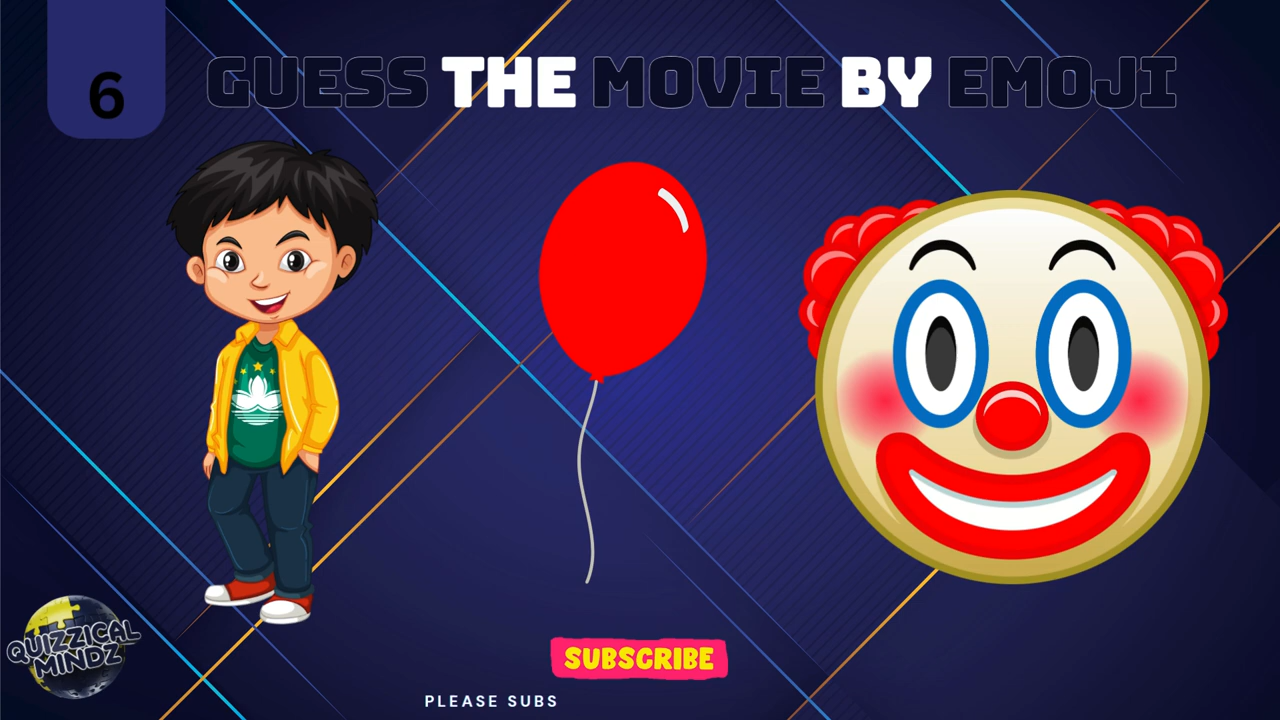 6
GUESS THE MOVIE BY EMOJI
QUIZZICAL
MINDZ
SUBSCRIBE
PLEASE SUBS